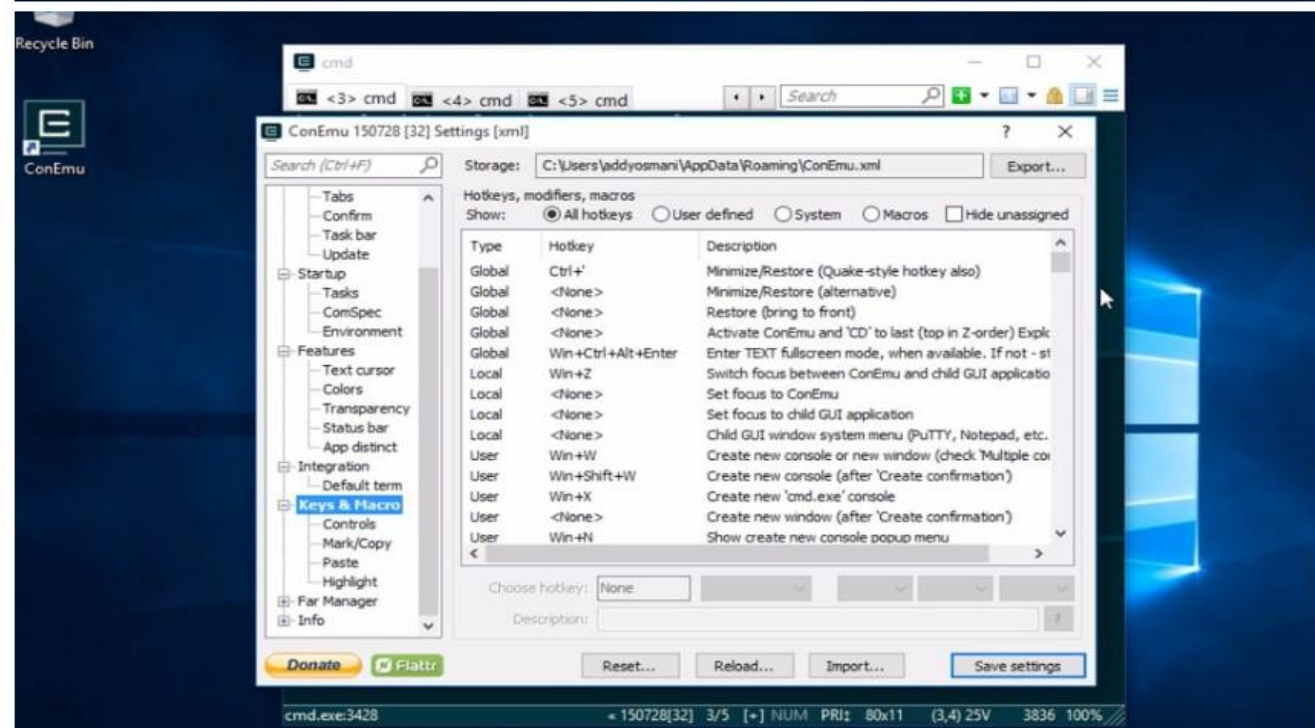 Recycle Bin
ConEmu
cmd
<3> cmd <4> cmd <5> cmd Search
ConEmu 150728 [32] Settings [xml] ?
Search (Ctrl+F) Storage: C:\Users\addyosmani\AppData\Roaming\ConEmu.xml Export...
Tabs
Confirm
Task bar
Update
Startup
Tasks
ComSpec
Environment
Features
Text cursor
Colors
Transparency
Status bar
App distinct
Integration
Default term
Keys & Macro
Controls
Mark/Copy
Paste
Highlight
Far Manager
Info
Hotkeys, modifiers, macros
Show: All hotkeys User defined System Macros Hide unassigned
Type Hotkey Description
Global Ctrl+' Minimize/Restore (Quake-style hotkey also)
Global <None> Minimize/Restore (alternative)
Global <None> Restore (bring to front)
Global <None> Activate ConEmu and 'CD' to last (top in Z-order) Explc
Global Win+Ctrl+Alt+Enter Enter TEXT fullscreen mode, when available. If not - st
Local Win+Z Switch focus between ConEmu and child GUI applicatio
Local <None> Set focus to ConEmu
Local <None> Set focus to child GUI application
Local <None> Child GUI window system menu (PuTTY, Notepad, etc.
User Win+W Create new console or new window (check 'Multiple con
User Win+Shift+W Create new console (after 'Create confirmation')
User Win+X Create new 'cmd.exe' console
User <None> Create new window (after 'Create confirmation')
User Win+N Show create new console popup menu
Choose hotkey: None
Description: ?
Donate Flattr Reset... Reload... Import... Save settings
cmd.exe:3428 « 150728[32] 3/5 [+] NUM PRI‡ 80x11 (3,4) 25V 3836 100%